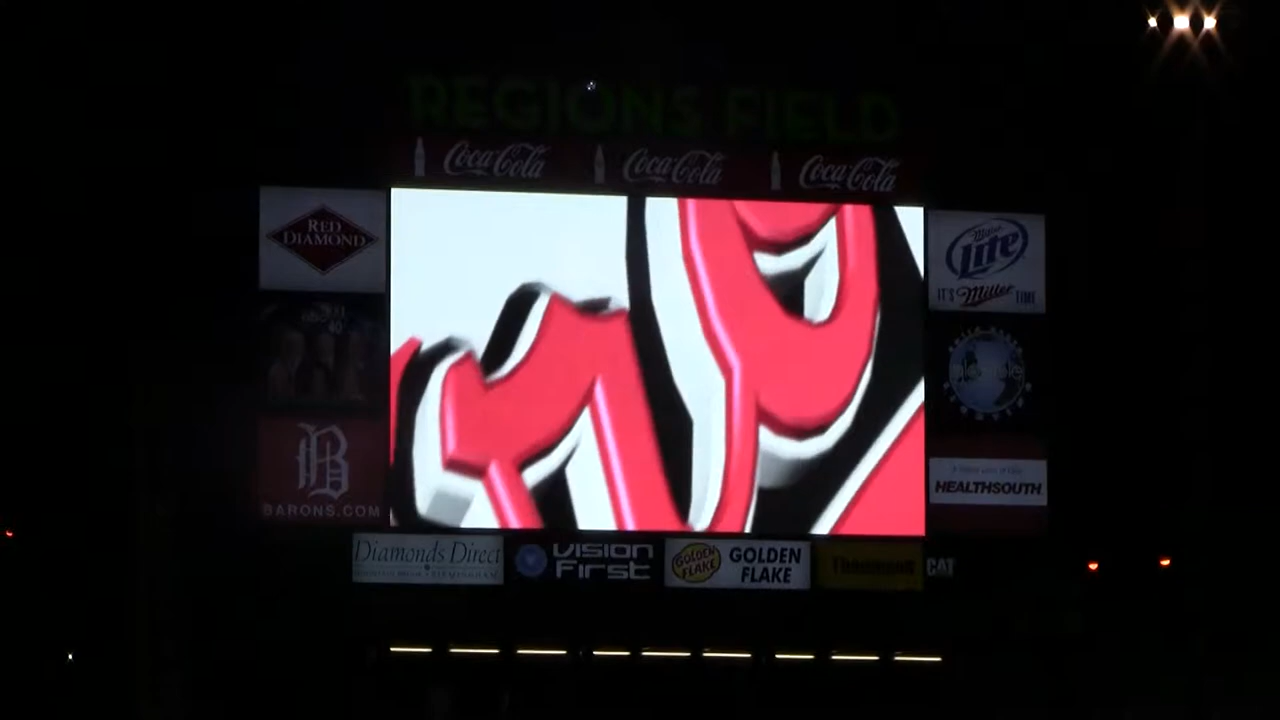 REGIONS FIELD
Coca-Cola Coca-Cola Coca-Cola
RED
DIAMOND
Miller
Lite
IT'S Miller TIME
B
BARONS.COM
HEALTHSOUTH
Diamonds Direct
Vision
First
GOLDEN
FLAKE
GOLDEN
FLAKE
Thompson
CAT